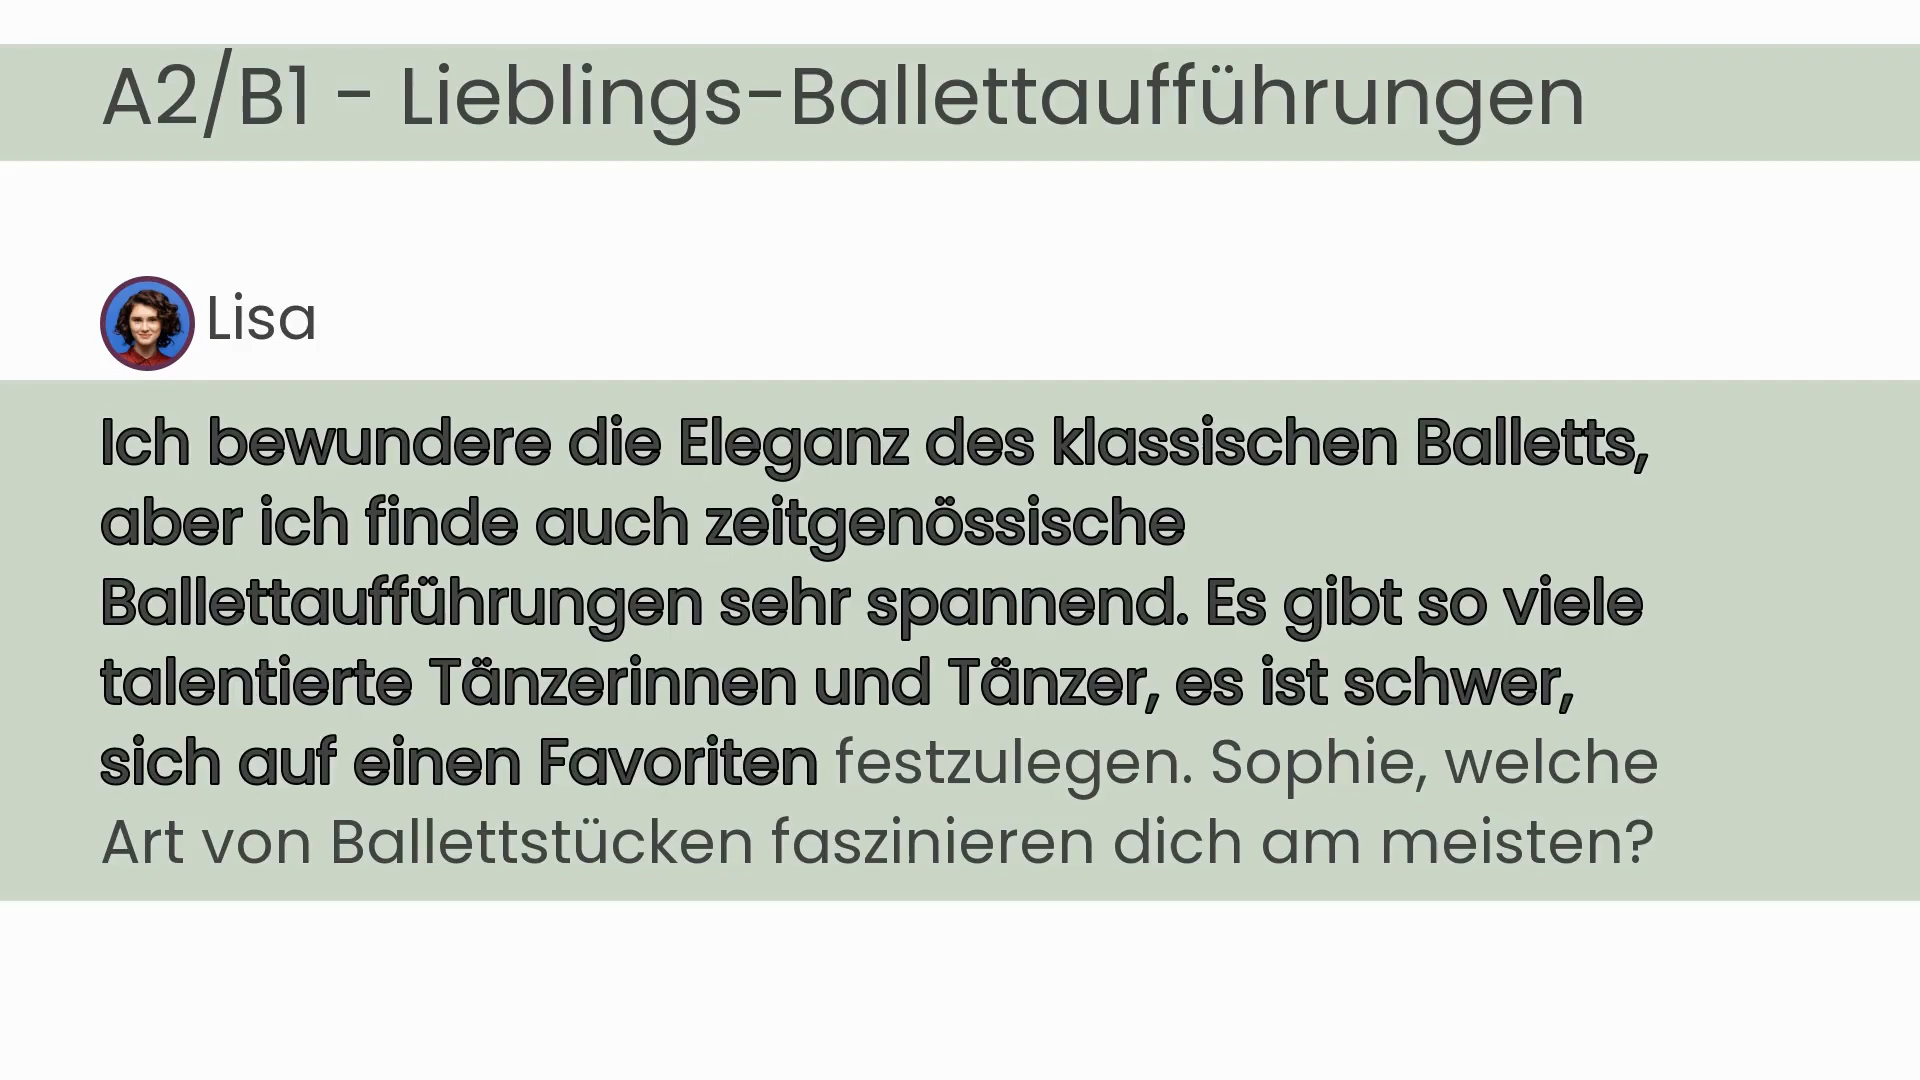 A2/B1 - Lieblings-Ballettaufführungen
Lisa
Ich bewundere die Eleganz des klassischen Balletts,
aber ich finde auch zeitgenössische
Ballettaufführungen sehr spannend. Es gibt so viele
talentierte Tänzerinnen und Tänzer, es ist schwer,
sich auf einen Favoriten festzulegen. Sophie, welche
Art von Ballettstücken faszinieren dich am meisten?